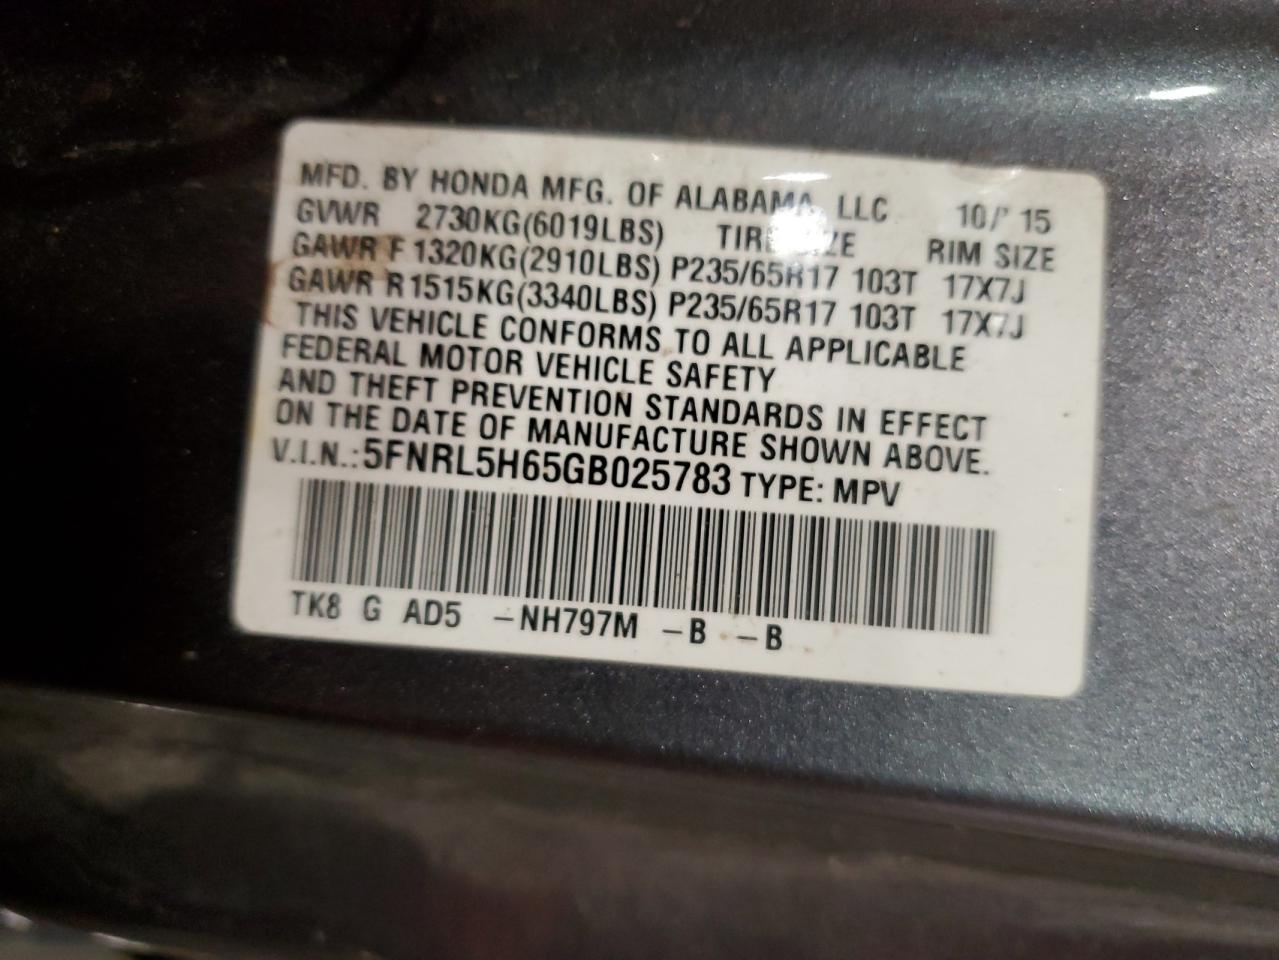 MFD. BY HONDA MFG. OF ALABAMA, LLC 10/ 15
GVWR 2730KG(6019LBS) TIRE SIZE RIM SIZE
GAWR F 1320KG(2910LBS) P235/65R17 103T 17X7J
GAWR R 1515KG(3340LBS) P235/65R17 103T 17X7J
THIS VEHICLE CONFORMS TO ALL APPLICABLE
FEDERAL MOTOR VEHICLE SAFETY
AND THEFT PREVENTION STANDARDS IN EFFECT
ON THE DATE OF MANUFACTURE SHOWN ABOVE.
V.I.N.:5FNRL5H65GB025783 TYPE: MPV
TK8 G AD5 -NH797M -B -B